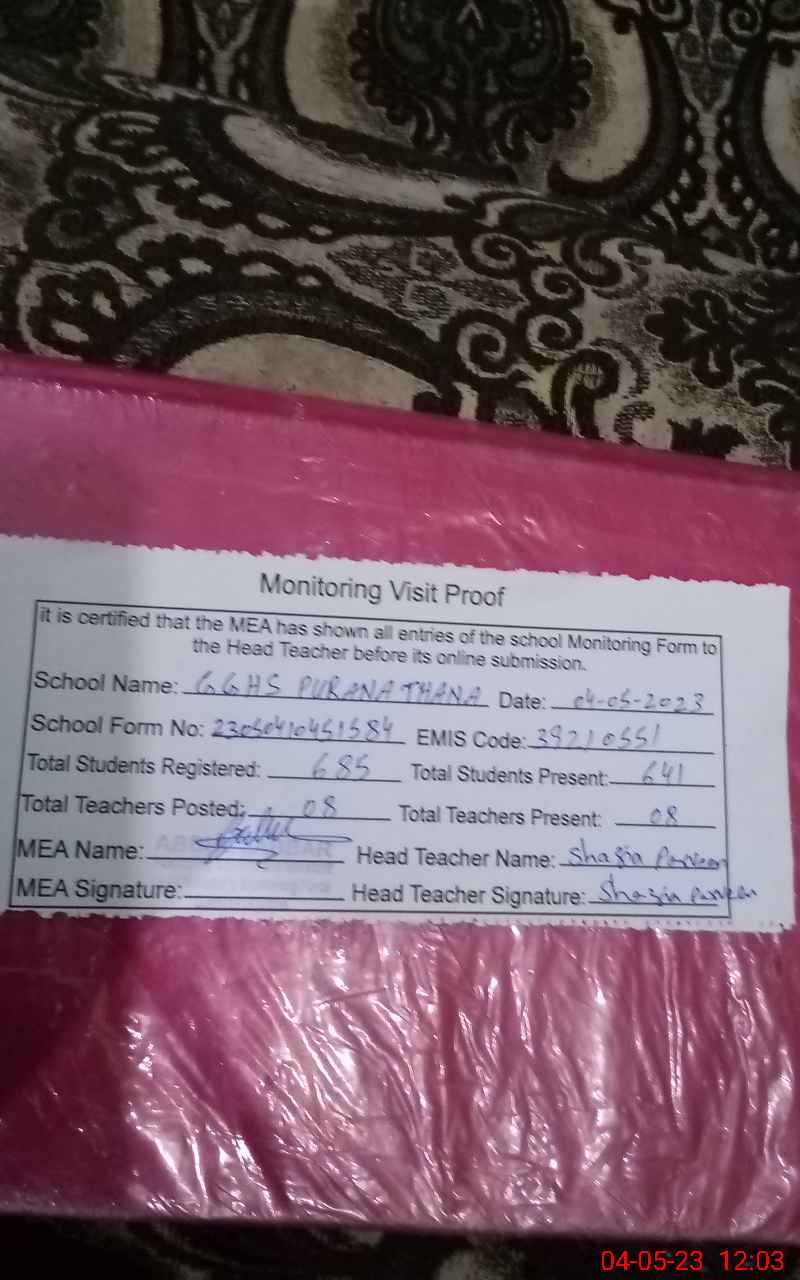 Monitoring Visit Proof
it is certified that the MEA has shown all entries of the school Monitoring Form to
the Head Teacher before its online submission.
School Name: GGHS PURANA THANA Date: 04-05-2023
School Form No: EMIS Code: 39210551
Total Students Registered: 685 Total Students Present: 641
Total Teachers Posted: 08 Total Teachers Present: 08
MEA Name: Head Teacher Name: Shazia Parveen
MEA Signature: Head Teacher Signature: Shazia Parveen
04-05-23 12:03